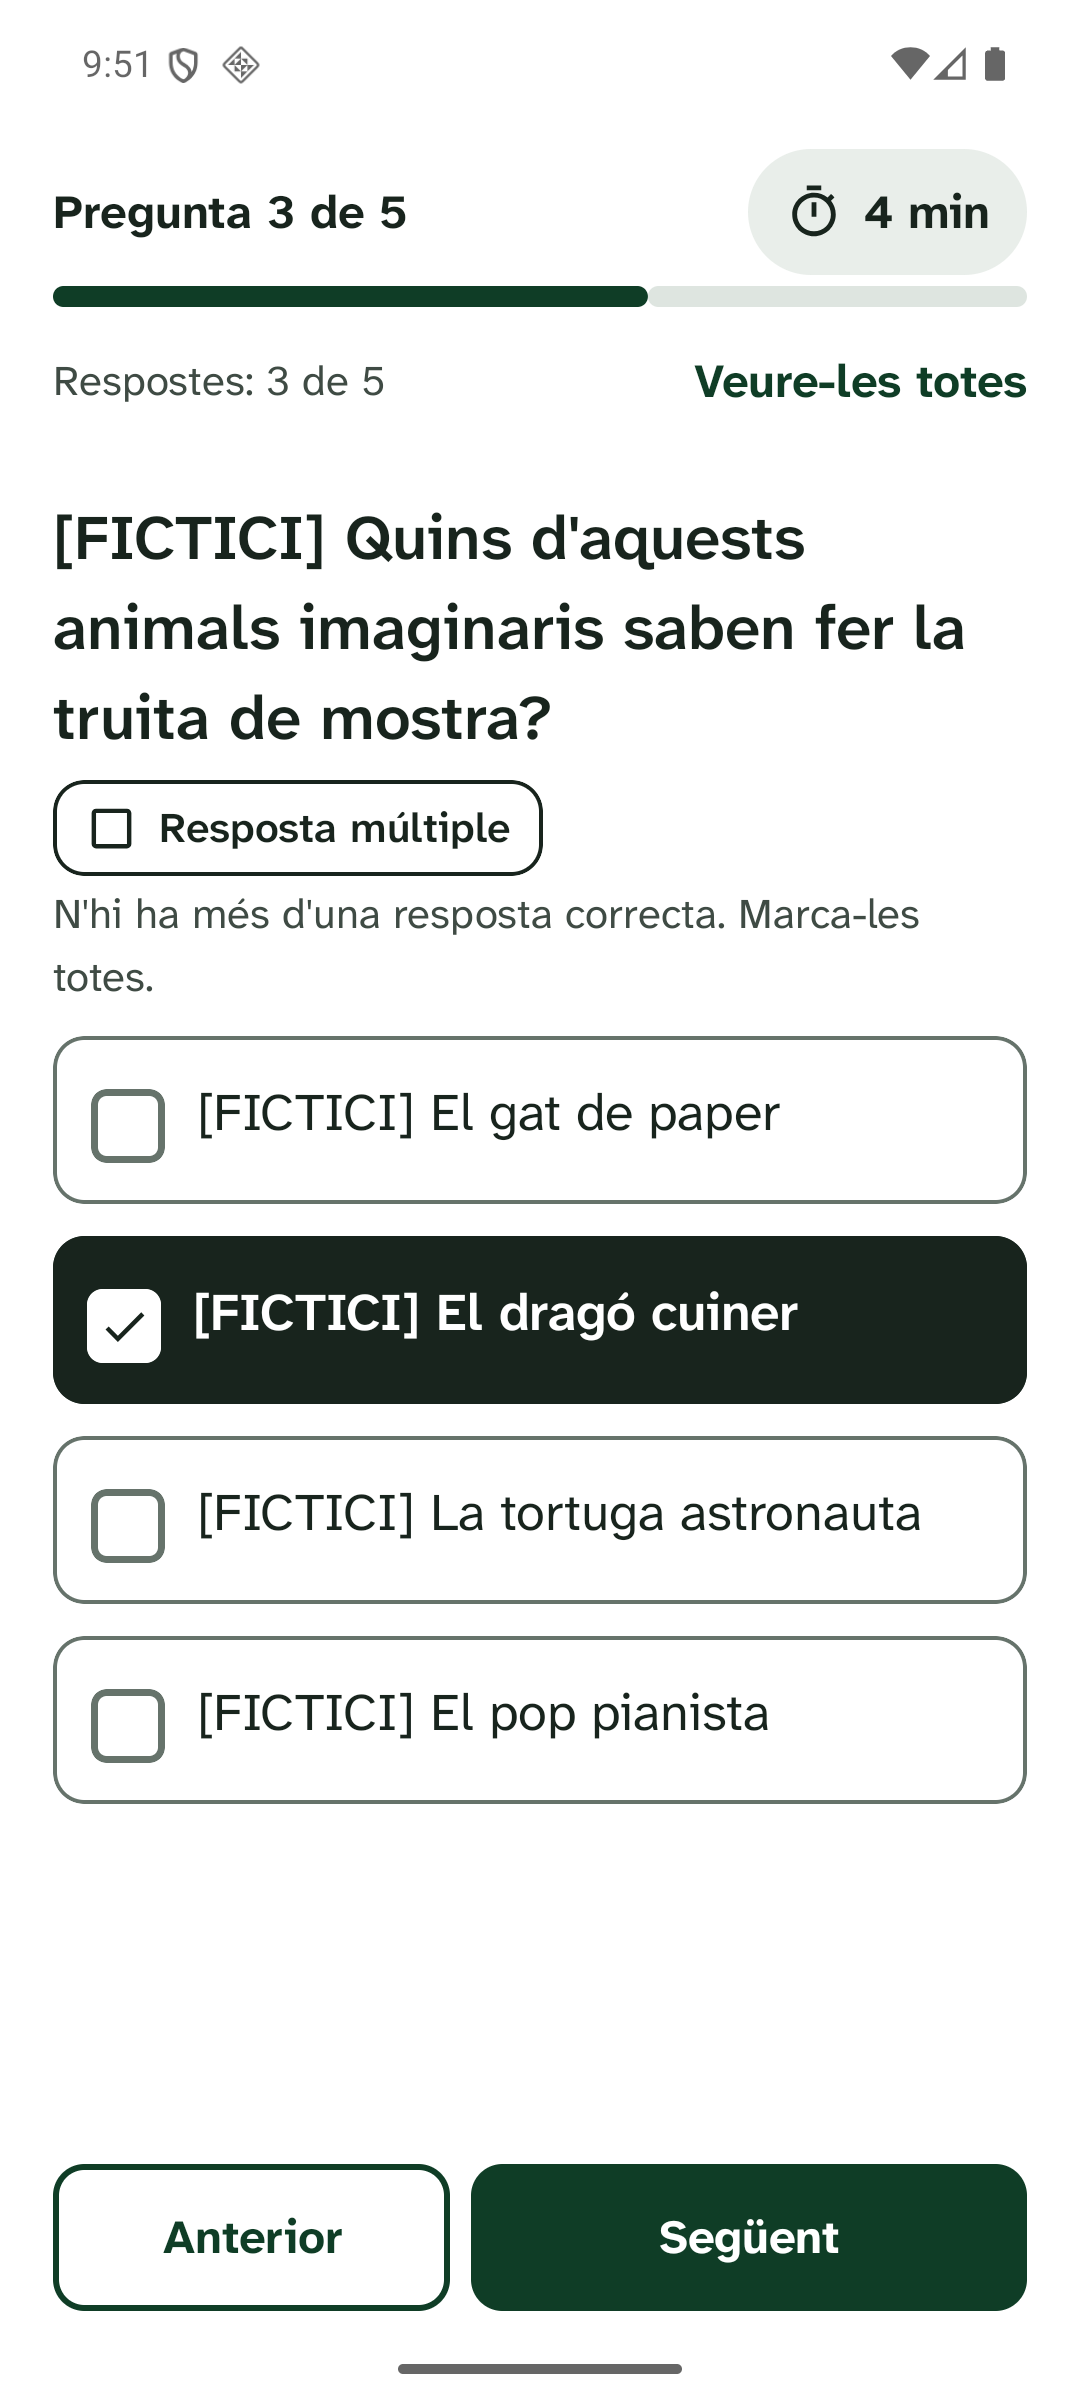 9:51
Pregunta 3 de 5
4 min
Respostes: 3 de 5
Veure-les totes
[FICTICI] Quins d'aquests
animals imaginaris saben fer la
truita de mostra?
Resposta múltiple
N'hi ha més d'una resposta correcta. Marca-les
totes.
[FICTICI] El gat de paper
[FICTICI] El dragó cuiner
[FICTICI] La tortuga astronauta
[FICTICI] El pop pianista
Anterior
Següent